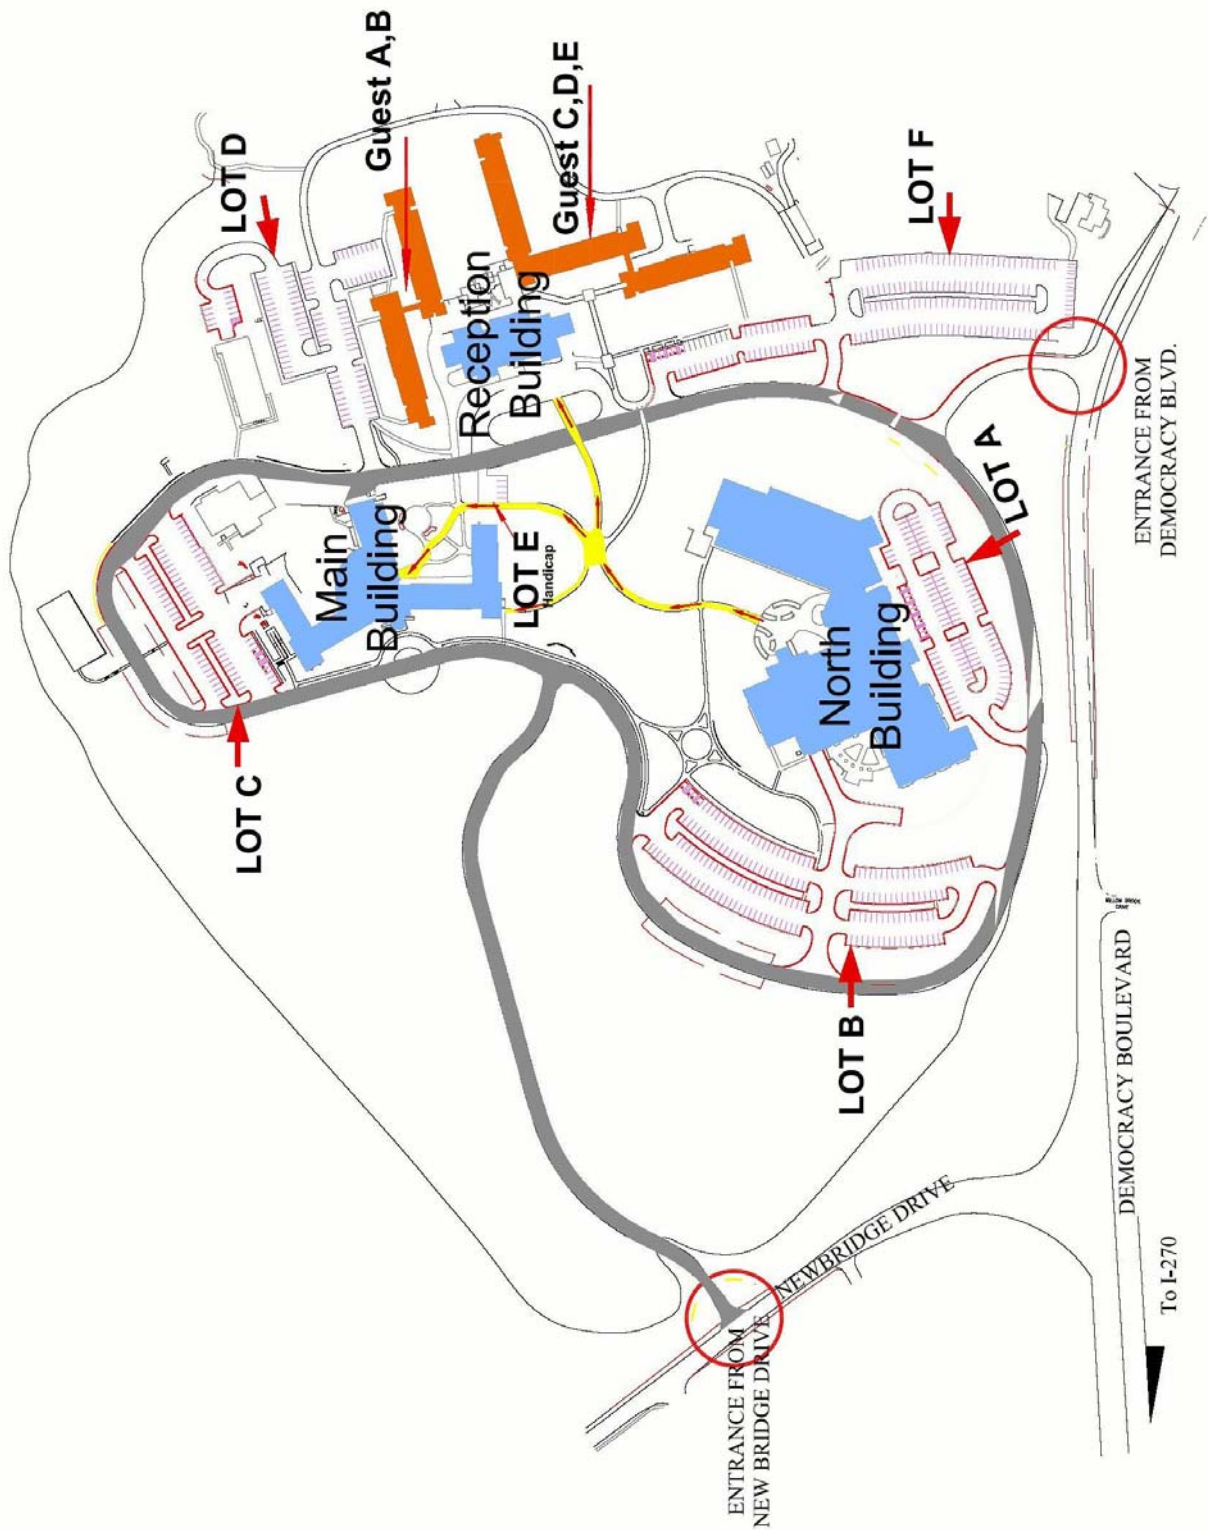 LOT D
Guest A,B
Guest C,D,E
LOT F
Reception
Building
Main
Building
LOT E
Handicap
LOT C
North
Building
LOT A
ENTRANCE FROM
DEMOCRACY BLVD.
LOT B
NEWBRIDGE DRIVE
ENTRANCE FROM
NEW BRIDGE DRIVE
DEMOCRACY BOULEVARD
To I-270